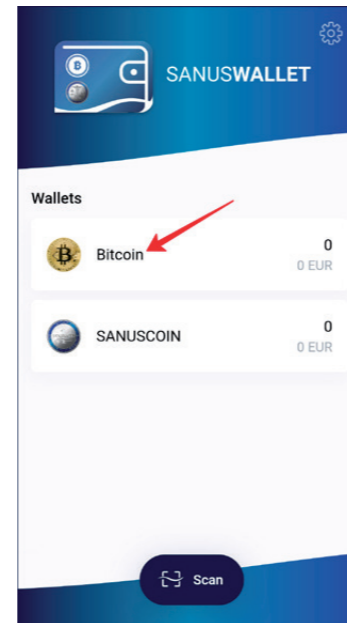 SANUSWALLET
Wallets
Bitcoin
0
0 EUR
SANUSCOIN
0
0 EUR
Scan